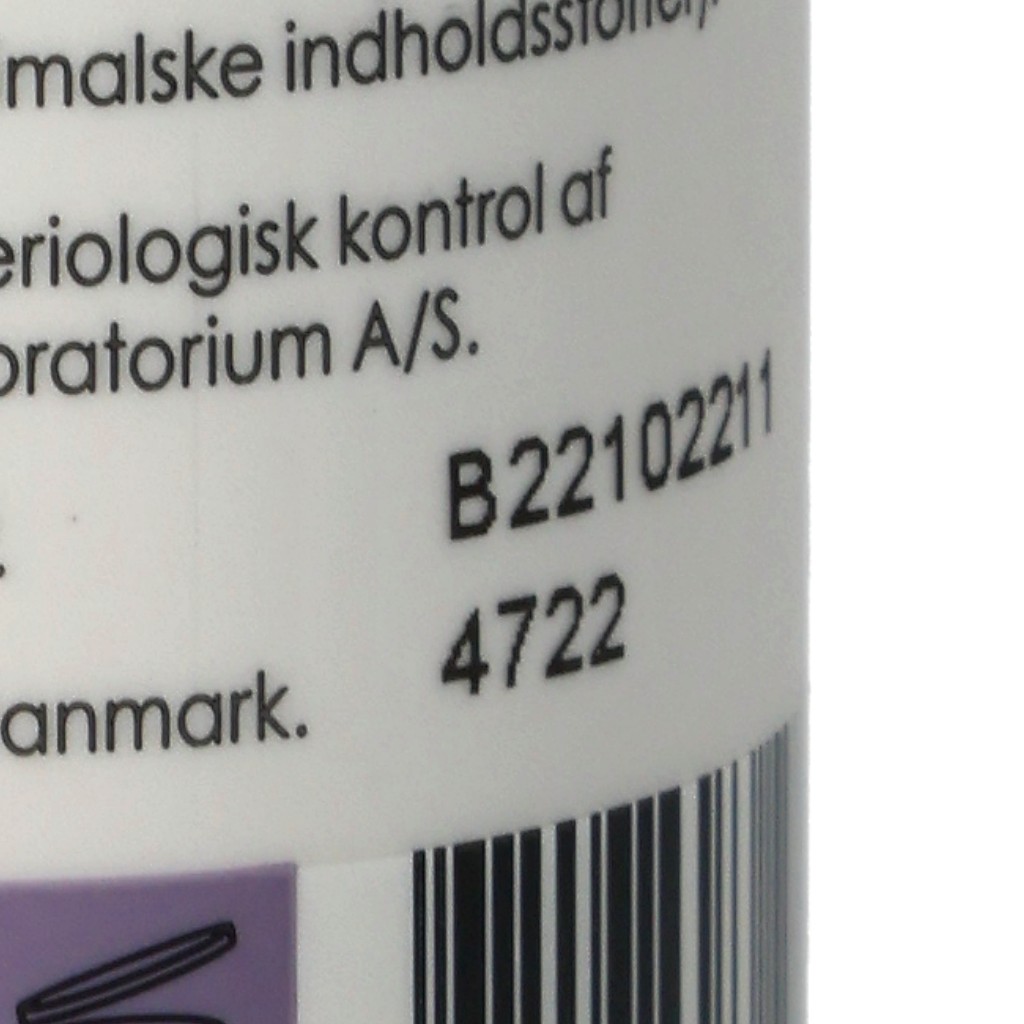 malske indholdsstoffer).
eriologisk kontrol af
oratorium A/S.
B22102211
4722
anmark.